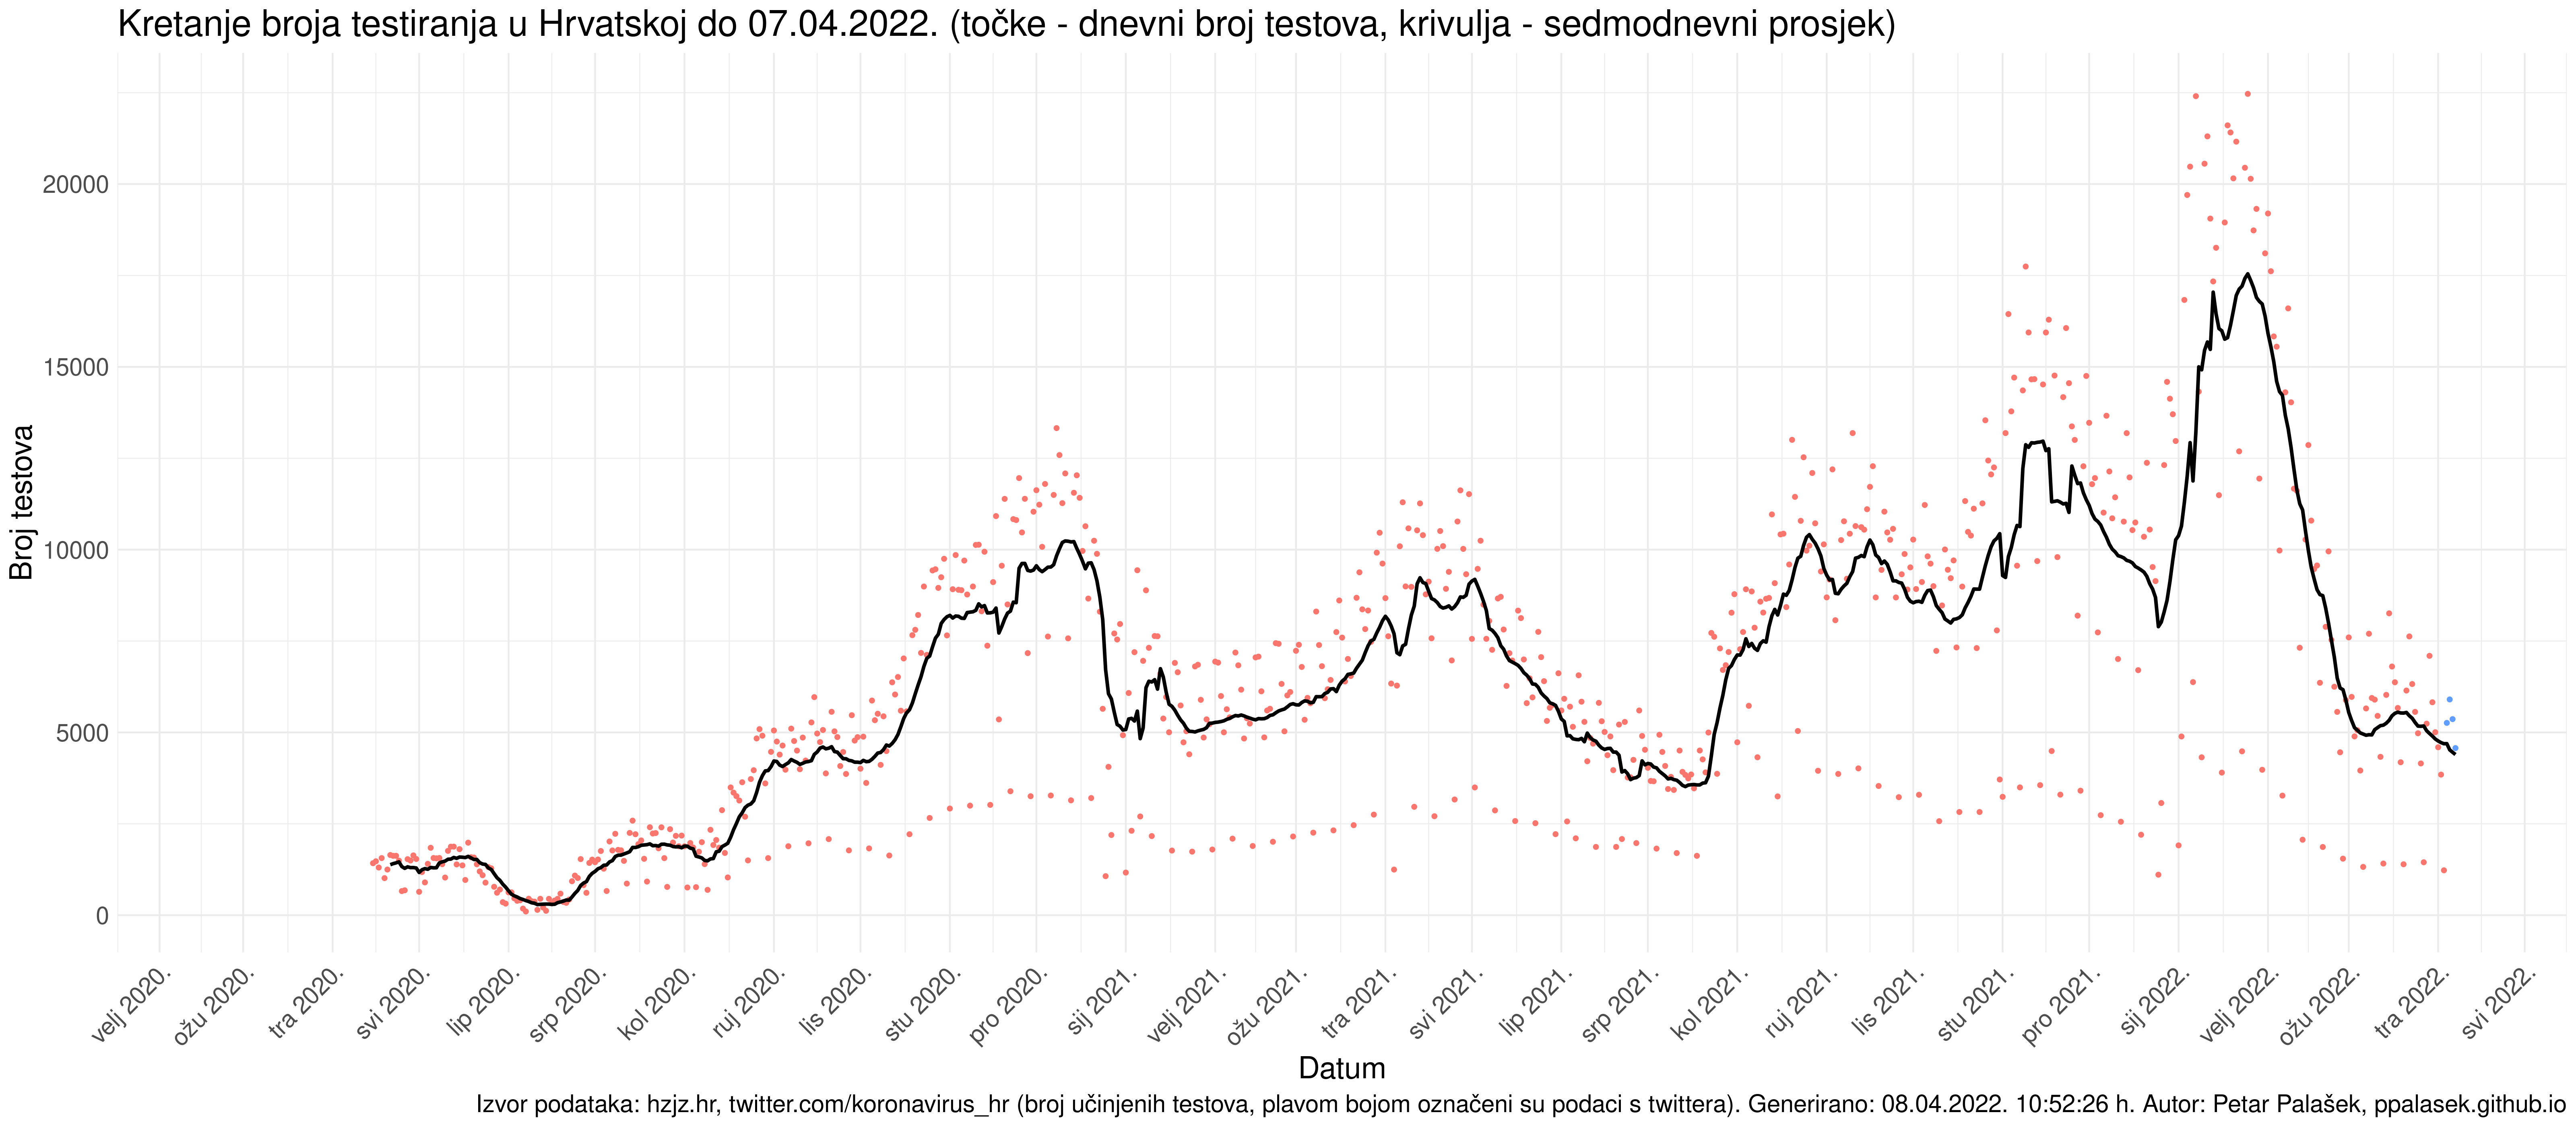 Kretanje broja testiranja u Hrvatskoj do 07.04.2022. (točke - dnevni broj testova, krivulja - sedmodnevni prosjek)
Broj testova
20000
15000
10000
5000
0
velj 2020.
ožu 2020.
tra 2020.
svi 2020.
lip 2020.
srp 2020.
kol 2020.
ruj 2020.
lis 2020.
stu 2020.
pro 2020.
sij 2021.
velj 2021.
ožu 2021.
tra 2021.
svi 2021.
lip 2021.
srp 2021.
kol 2021.
ruj 2021.
lis 2021.
stu 2021.
pro 2021.
sij 2022.
velj 2022.
ožu 2022.
tra 2022.
svi 2022.
Datum
Izvor podataka: hzjz.hr, twitter.com/koronavirus_hr (broj učinjenih testova, plavom bojom označeni su podaci s twittera). Generirano: 08.04.2022. 10:52:26 h. Autor: Petar Palašek, ppalasek.github.io